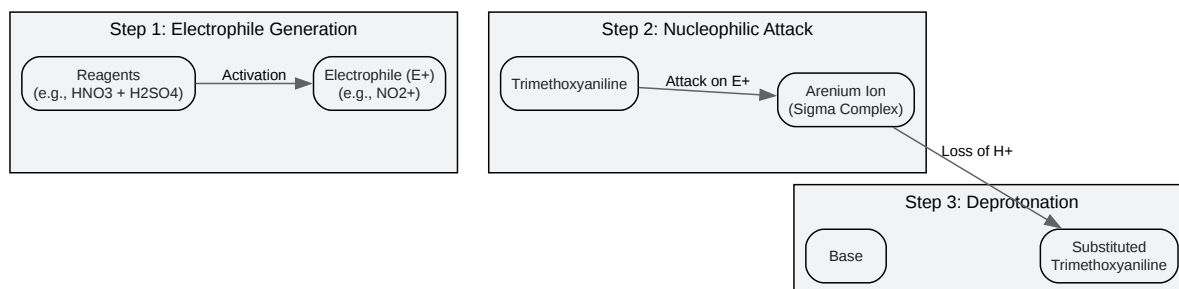 Step 1: Electrophile Generation
Reagents
(e.g., HNO3 + H2SO4)
Activation
Electrophile (E+)
(e.g., NO2+)
Step 2: Nucleophilic Attack
Trimethoxyaniline
Attack on E+
Arenium Ion
(Sigma Complex)
Loss of H+
Step 3: Deprotonation
Base
Substituted
Trimethoxyaniline